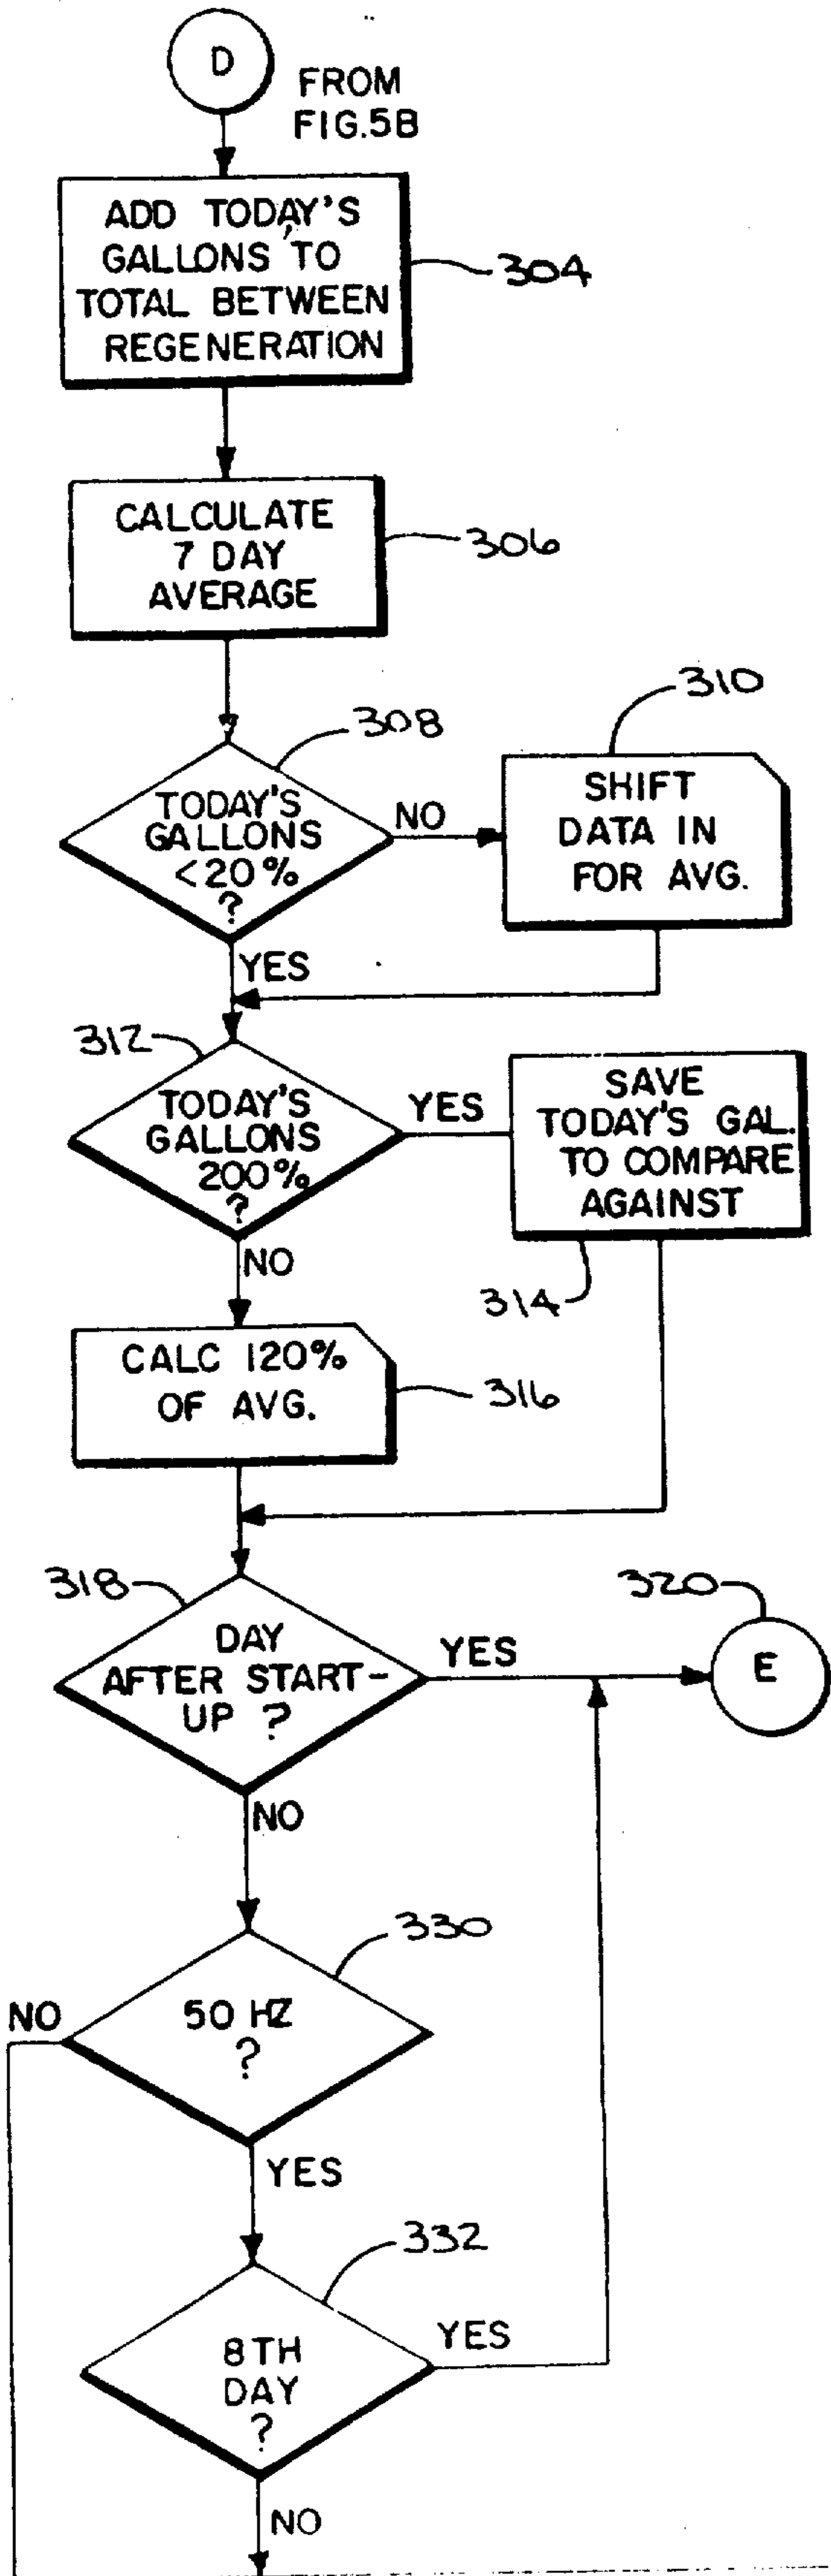 D
FROM
FIG.5B
ADD TODAY'S
GALLONS TO
TOTAL BETWEEN
REGENERATION
304
CALCULATE
7 DAY
AVERAGE
306
308
TODAY'S
GALLONS
<20%
?
NO
310
SHIFT
DATA IN
FOR AVG.
YES
312
TODAY'S
GALLONS
200%
?
YES
SAVE
TODAY'S GAL.
TO COMPARE
AGAINST
314
NO
CALC 120%
OF AVG.
316
318
DAY
AFTER START-
UP ?
YES
320
E
NO
330
50 HZ
?
NO
YES
332
8TH
DAY
?
YES
NO